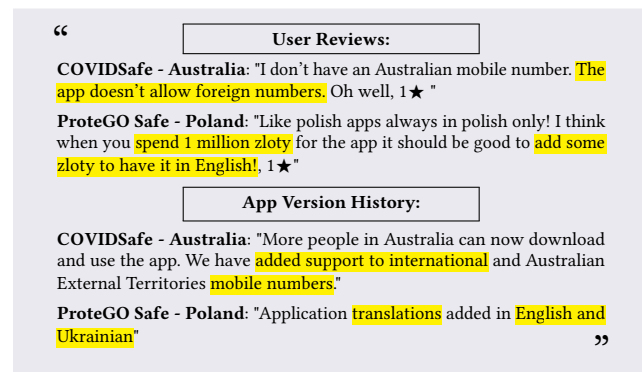 “
User Reviews:
COVIDSafe - Australia: "I don’t have an Australian mobile number. The
app doesn’t allow foreign numbers. Oh well, 1★ "
ProteGO Safe - Poland: "Like polish apps always in polish only! I think
when you spend 1 million zloty for the app it should be good to add some
zloty to have it in English!, 1★"
App Version History:
COVIDSafe - Australia: "More people in Australia can now download
and use the app. We have added support to international and Australian
External Territories mobile numbers."
ProteGO Safe - Poland: "Application translations added in English and
Ukrainian"
”